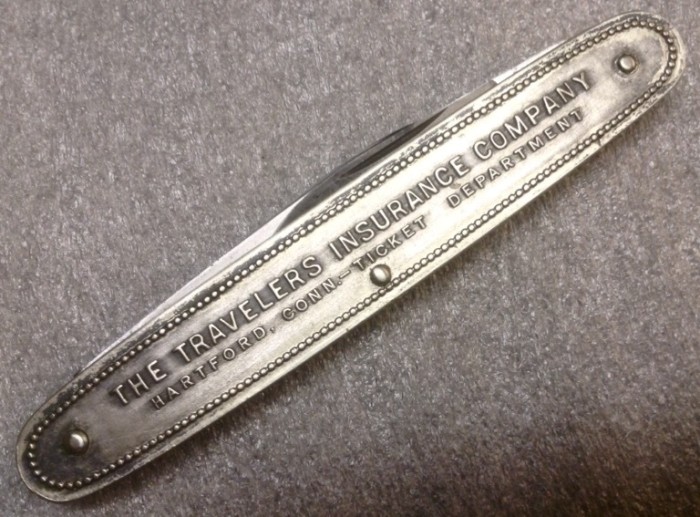 THE TRAVELERS INSURANCE COMPANY
HARTFORD, CONN.—TICKET DEPARTMENT